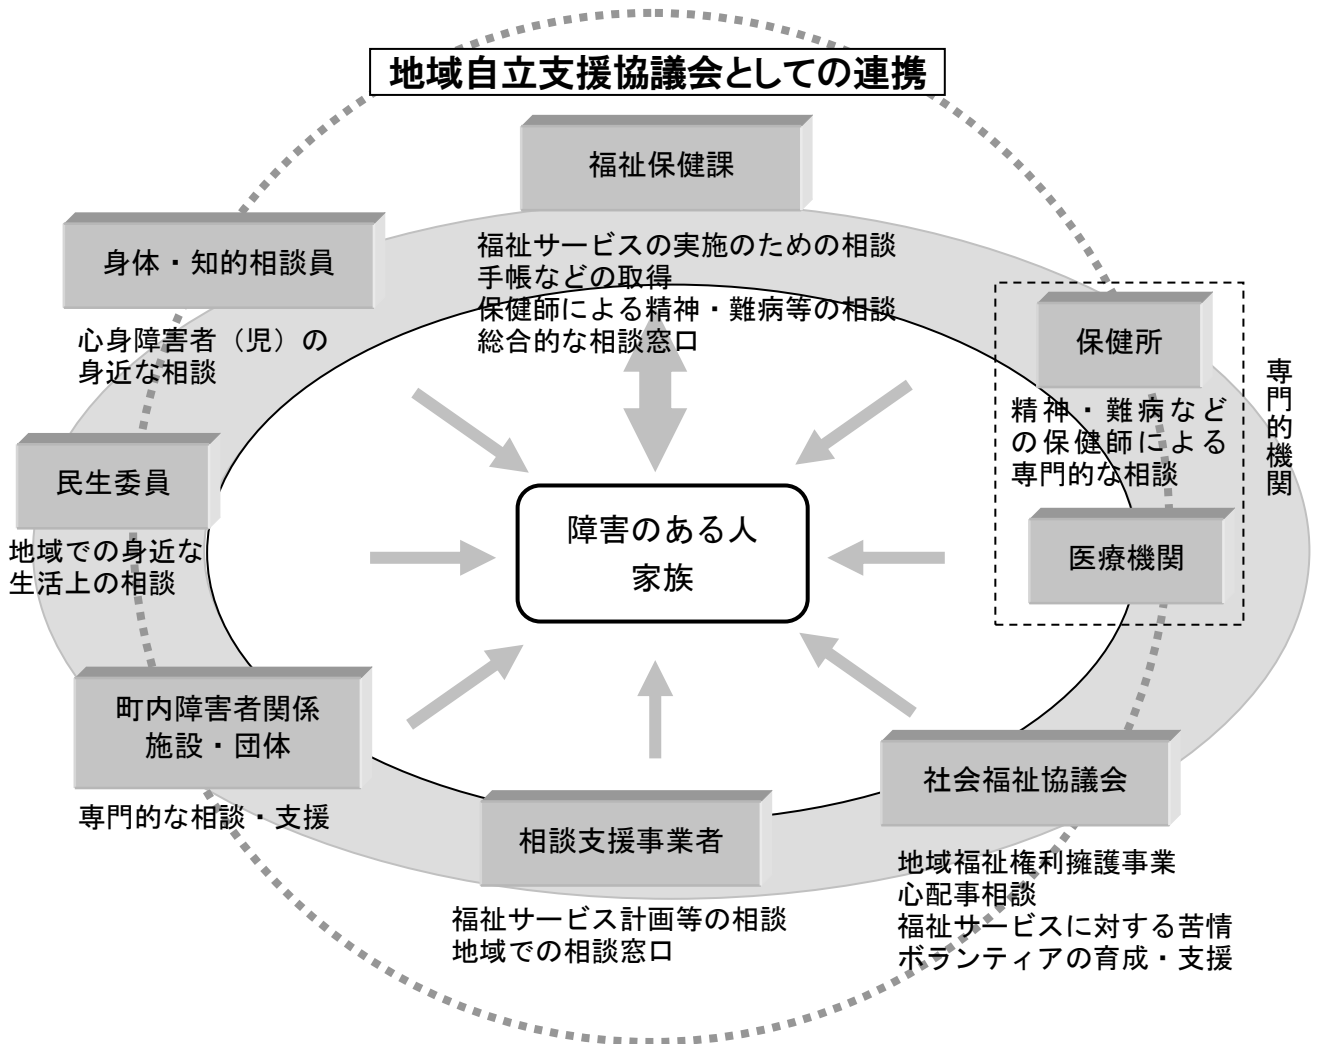 地域自立支援協議会としての連携
福祉保健課
福祉サービスの実施のための相談
手帳などの取得
保健師による精神・難病等の相談
総合的な相談窓口
身体・知的相談員
心身障害者（児）の
身近な相談
保健所
精神・難病など
の保健師による
専門的な相談
専門的機関
民生委員
地域での身近な
生活上の相談
障害のある人
家族
医療機関
町内障害者関係
施設・団体
専門的な相談・支援
相談支援事業者
福祉サービス計画等の相談
地域での相談窓口
社会福祉協議会
地域福祉権利擁護事業
心配事相談
福祉サービスに対する苦情
ボランティアの育成・支援